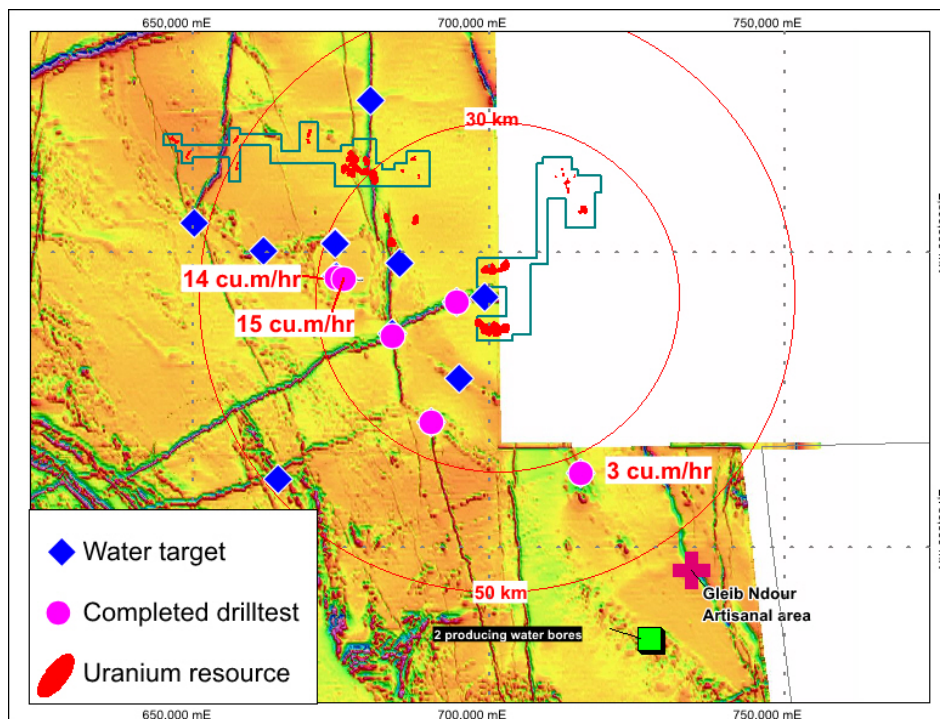 650,000 mE
700,000 mE
750,000 mE
30 km
14 cu.m/hr
15 cu.m/hr
3 cu.m/hr
Water target
Completed drilltest
Uranium resource
50 km
Gleib Ndour
Artisanal area
2 producing water bores
650,000 mE
700,000 mE
750,000 mE